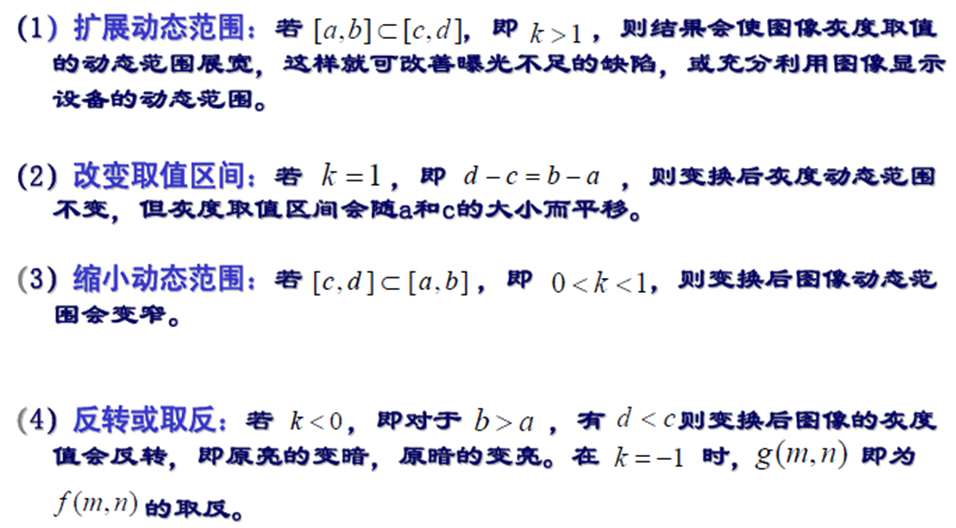 (1) 扩展动态范围：若 [a,b]⊂[c,d]，即 k>1，则结果会使图像灰度取值
的动态范围展宽，这样就可改善曝光不足的缺陷，或充分利用图像显示
设备的动态范围。
(2) 改变取值区间：若 k=1，即 d−c=b−a，则变换后灰度动态范围
不变，但灰度取值区间会随a和c的大小而平移。
(3) 缩小动态范围：若 [c,d]⊂[a,b]，即 0<k<1，则变换后图像动态范
围会变窄。
(4) 反转或取反：若 k<0，即对于 b>a，有 d<c则变换后图像的灰度
值会反转，即原亮的变暗，原暗的变亮。在 k=−1 时，g(m,n) 即为
f(m,n) 的取反。